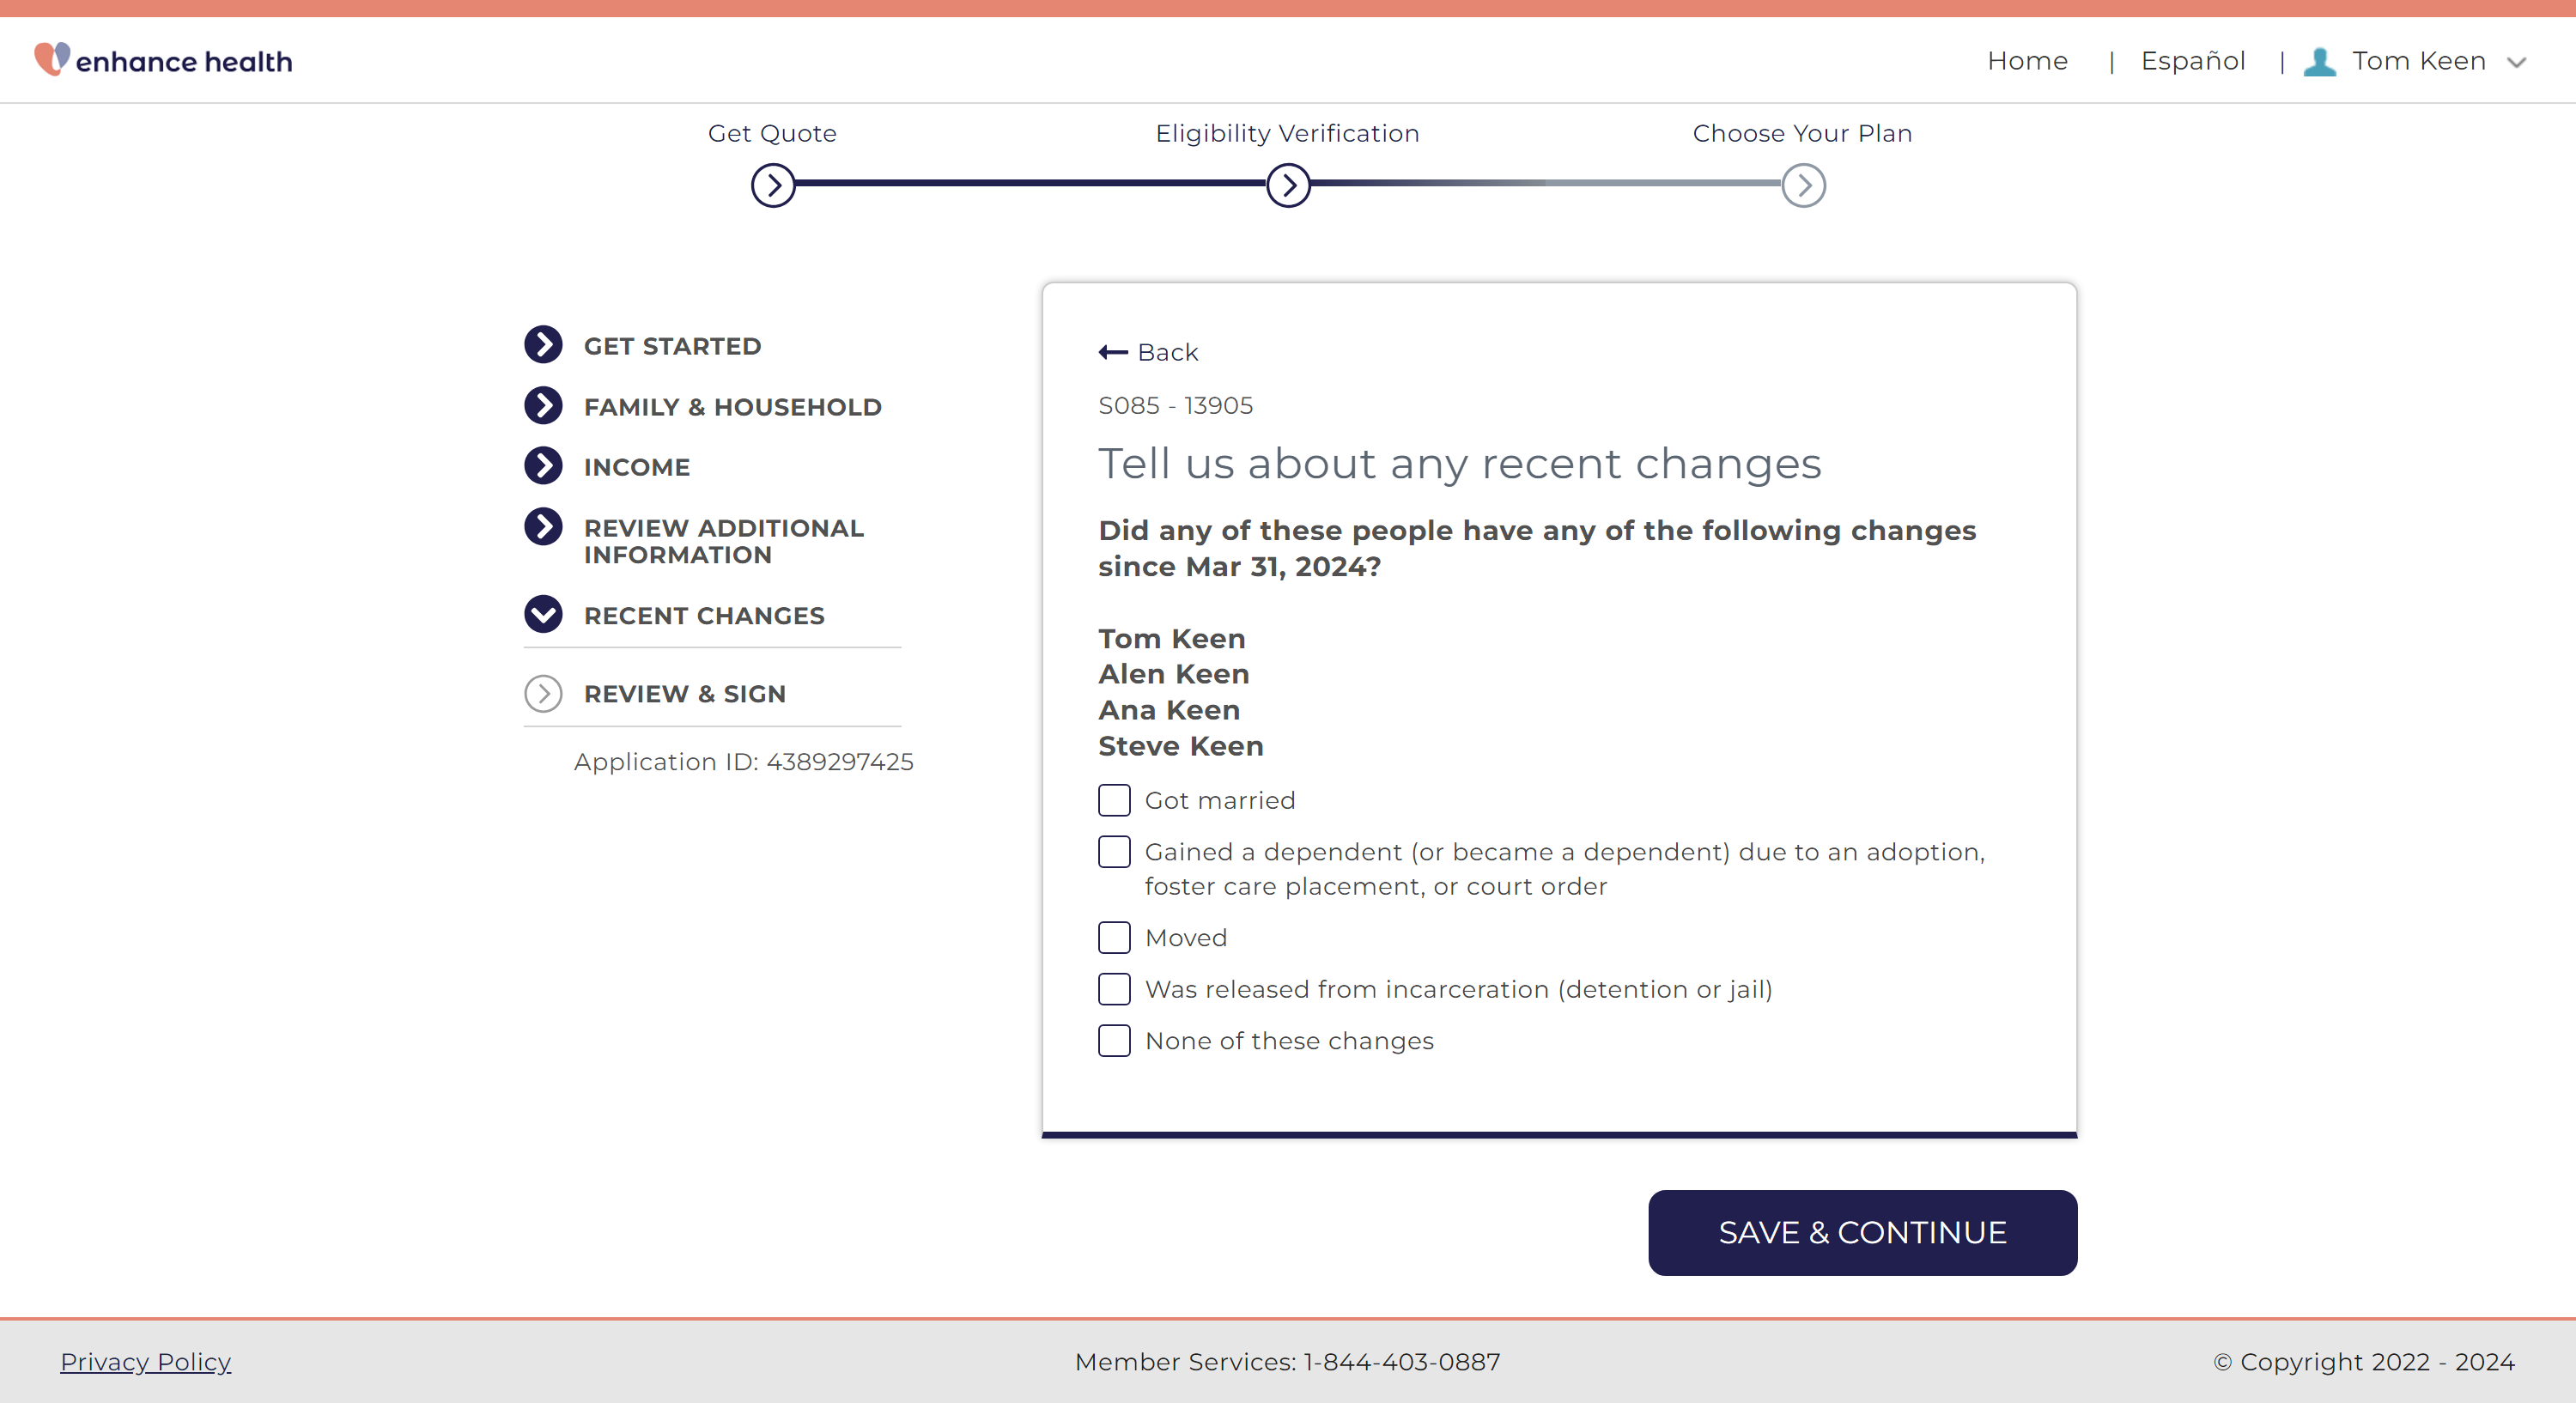 enhance health
Home | Español | Tom Keen
Get Quote
Eligibility Verification
Choose Your Plan
GET STARTED
FAMILY & HOUSEHOLD
INCOME
REVIEW ADDITIONAL
INFORMATION
RECENT CHANGES
REVIEW & SIGN
Application ID: 4389297425
Back
S085 - 13905
Tell us about any recent changes
Did any of these people have any of the following changes
since Mar 31, 2024?
Tom Keen
Alen Keen
Ana Keen
Steve Keen
Got married
Gained a dependent (or became a dependent) due to an adoption,
foster care placement, or court order
Moved
Was released from incarceration (detention or jail)
None of these changes
SAVE & CONTINUE
Privacy Policy
Member Services: 1-844-403-0887
© Copyright 2022 - 2024